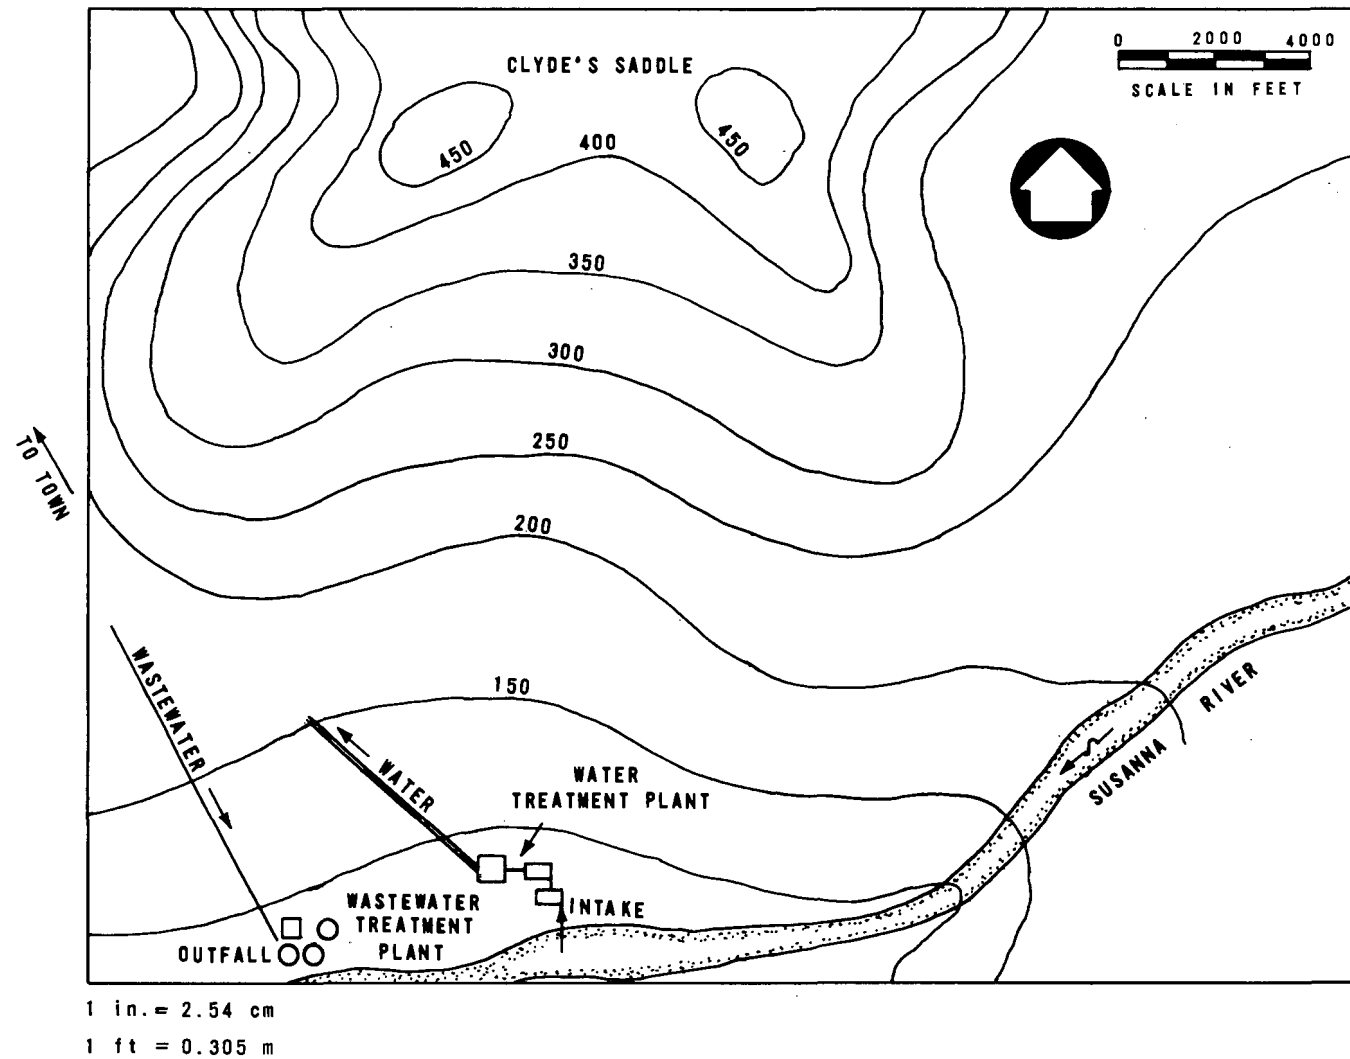 0 2000 4000
SCALE IN FEET
CLYDE'S SADDLE
450
450
400
350
300
250
200
150
TO TOWN
WASTEWATER
WATER
WATER
TREATMENT PLANT
WASTEWATER
TREATMENT
PLANT
INTAKE
OUTFALL
SUSANNA RIVER
1 in.= 2.54 cm
1 ft = 0.305 m